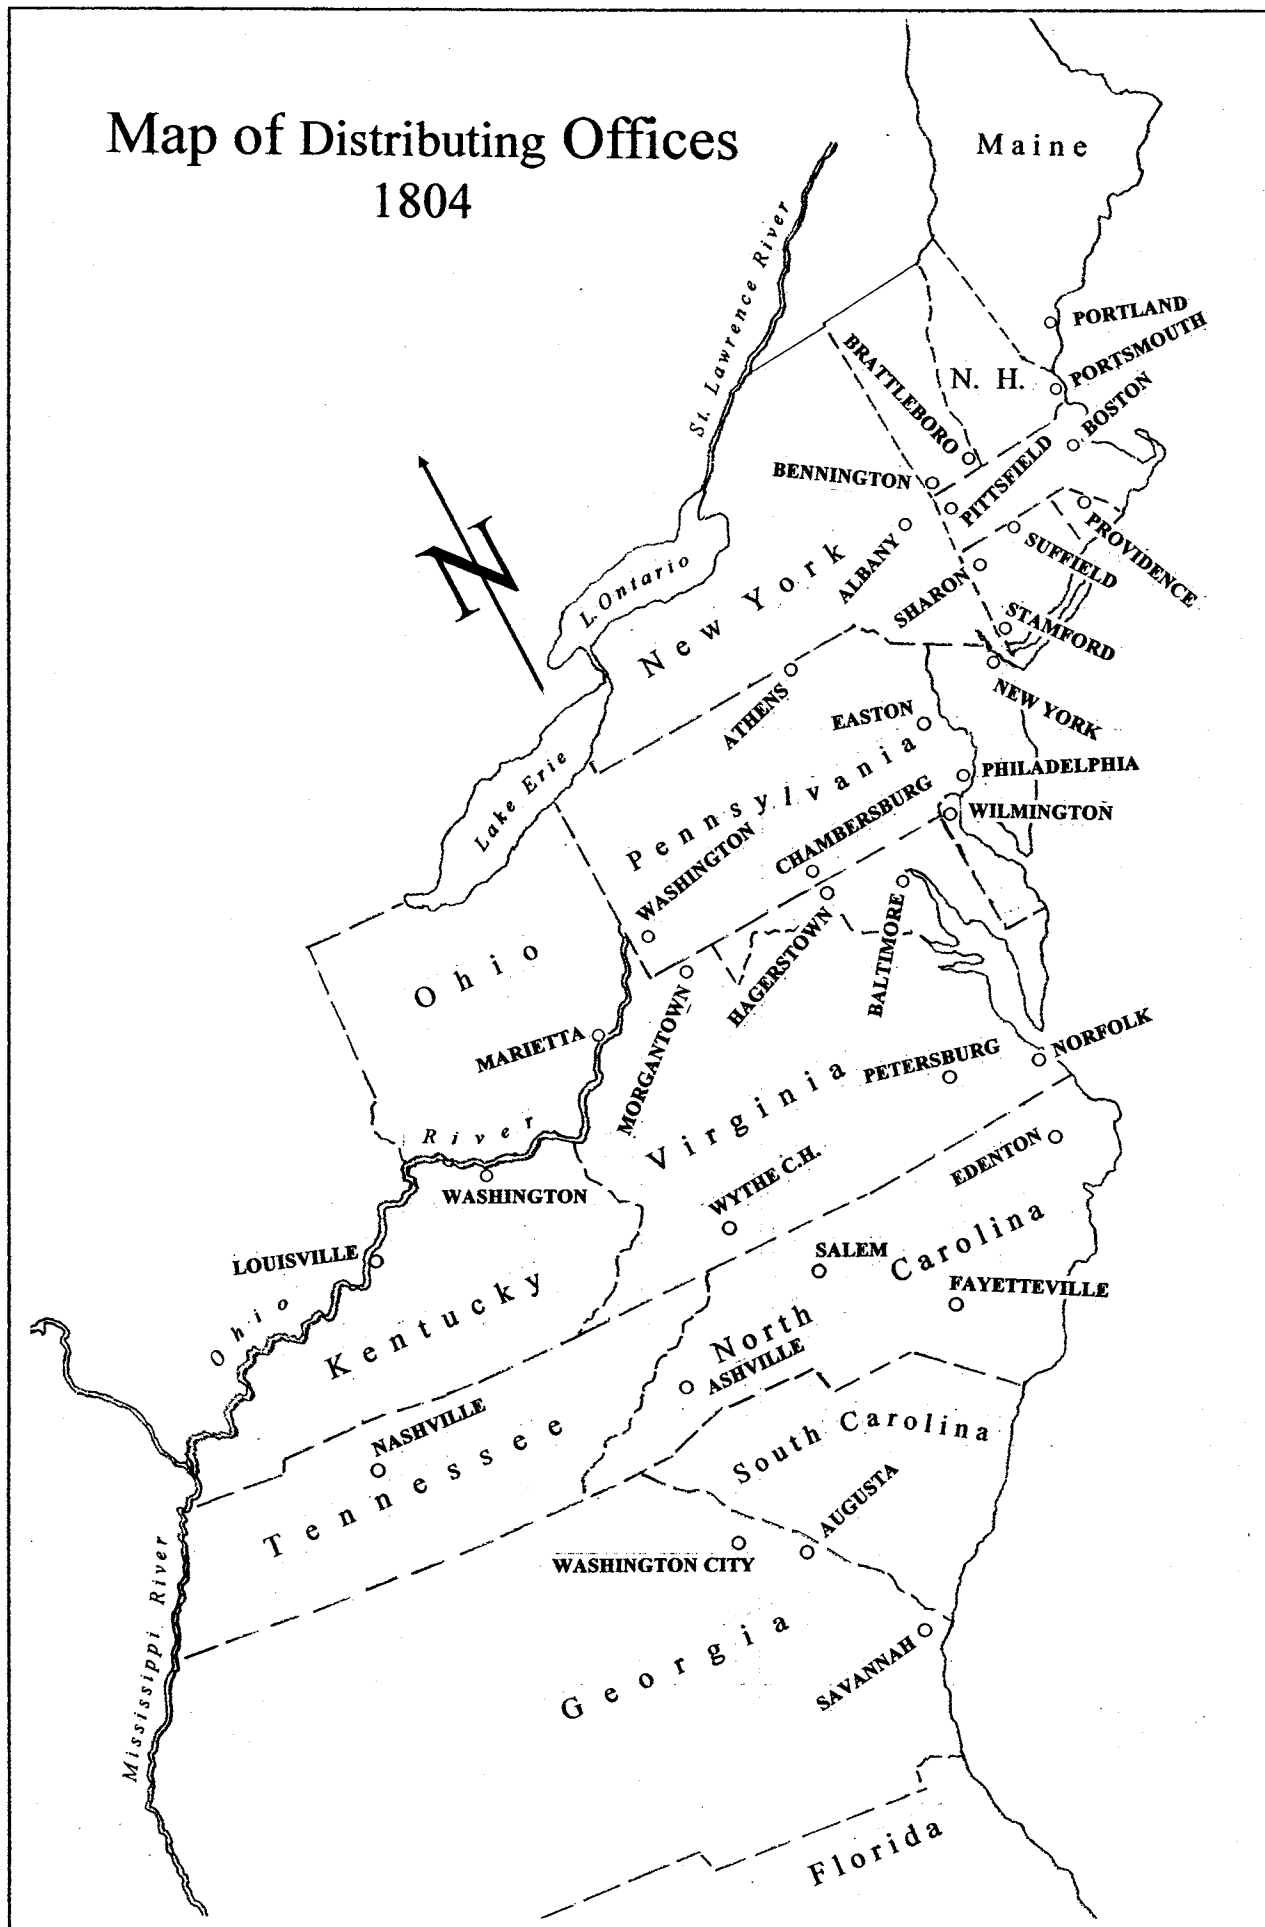 Map of Distributing Offices
1804
Maine
St. Lawrence River
PORTLAND
PORTSMOUTH
BRATTLEBORO
N. H.
BOSTON
BENNINGTON
PITTSFIELD
N
PROVIDENCE
SUFFIELD
ALBANY
L.Ontario
SHARON
New York
STAMFORD
NEW YORK
ATHENS
EASTON
Lake Erie
Pennsylvania
PHILADELPHIA
WILMINGTON
CHAMBERSBURG
WASHINGTON
HAGERSTOWN
BALTIMORE
Ohio
MARIETTA
MORGANTOWN
NORFOLK
PETERSBURG
Virginia
River
WASHINGTON
EDENTON
WYTHE C.H.
LOUISVILLE
SALEM
Carolina
FAYETTEVILLE
Ohio
Kentucky
North
ASHVILLE
NASHVILLE
Tennessee
South Carolina
AUGUSTA
WASHINGTON CITY
Mississippi River
Georgia
SAVANNAH
Florida